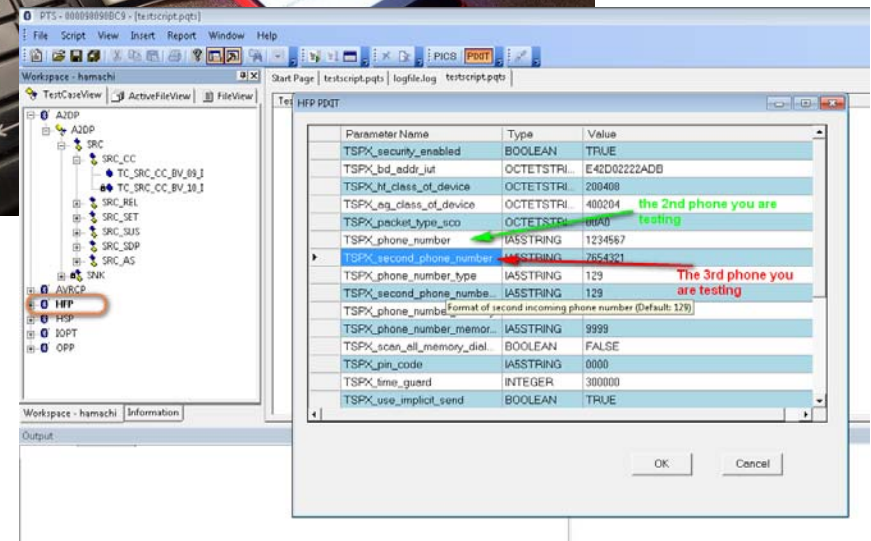 PTS - 000098090BC9 - [testscript.pqts]
File Script View Insert Report Window Help
PICS PIXIT
Workspace - hamachi
Start Page testscript.pqts logfile.log testscript.pqts
TestCaseView ActiveFileView FileView
A2DP
A2DP
SRC
SRC_CC
TC_SRC_CC_BV_09_I
TC_SRC_CC_BV_10_I
SRC_REL
SRC_SET
SRC_SUS
SRC_SDP
SRC_AS
SNK
AVRCP
HFP
HSP
IOPT
OPP
Workspace - hamachi Information
Output
HFP PIXIT
Parameter Name Type Value
TSPX_security_enabled BOOLEAN TRUE
TSPX_bd_addr_iut OCTETSTRI... E42D02222ADB
TSPX_hf_class_of_device OCTETSTRI... 200408
TSPX_ag_class_of_device OCTETSTRI... 400204
TSPX_packet_type_sco OCTETSTRI... 00A0
TSPX_phone_number IA5STRING 1234567
TSPX_second_phone_number IA5STRING 7654321
TSPX_phone_number_type IA5STRING 129
TSPX_second_phone_numbe... IA5STRING 129
Format of second incoming phone number (Default: 129)
TSPX_phone_number_memor... IA5STRING 9999
TSPX_scan_all_memory_dial... BOOLEAN FALSE
TSPX_pin_code IA5STRING 0000
TSPX_time_guard INTEGER 300000
TSPX_use_implicit_send BOOLEAN TRUE
the 2nd phone you are
testing
The 3rd phone you
are testing
OK Cancel